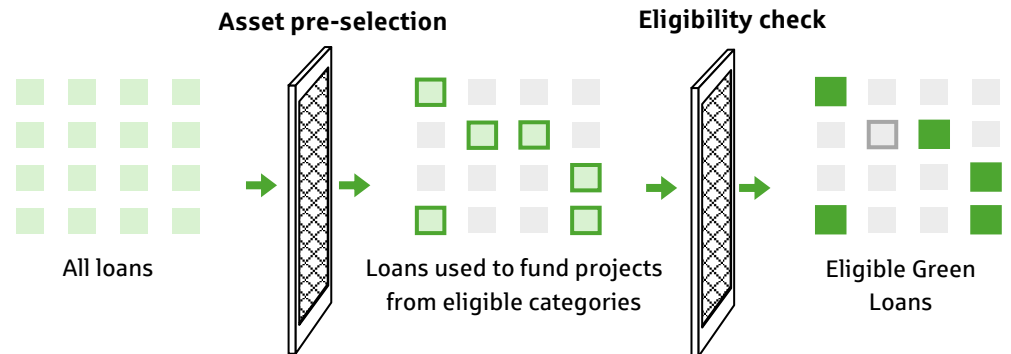 Asset pre-selection
Eligibility check
All loans
Loans used to fund projects
from eligible categories
Eligible Green
Loans